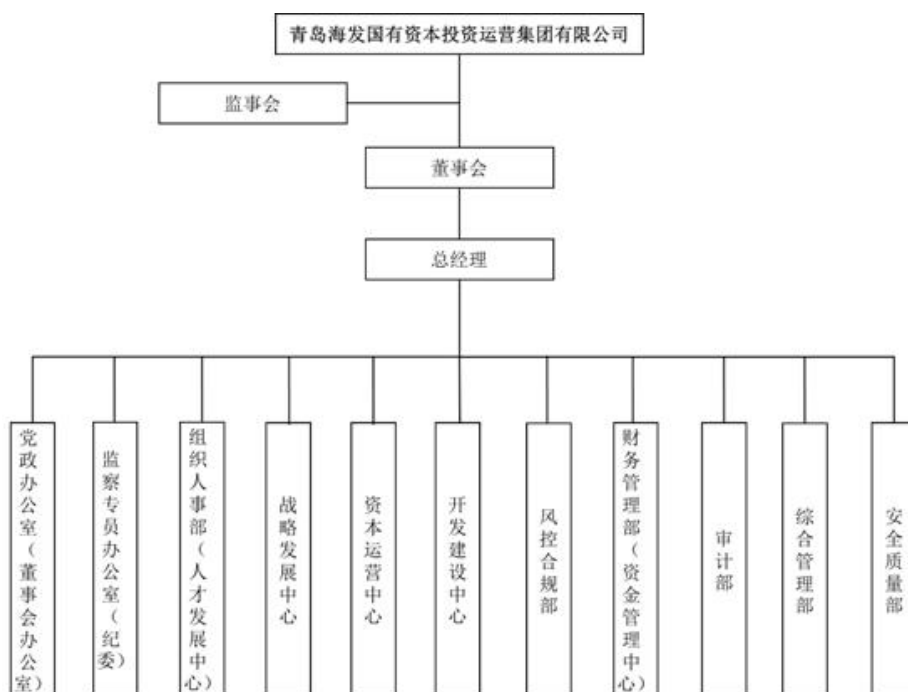 青岛海发国有资本投资运营集团有限公司
监事会
董事会
总经理
党政办公室（董事会办公室）
监察专员办公室（纪委）
组织人事部（人才发展中心）
战略发展中心
资本运营中心
开发建设中心
风控合规部
财务管理部（资金管理中心）
审计部
综合管理部
安全质量部